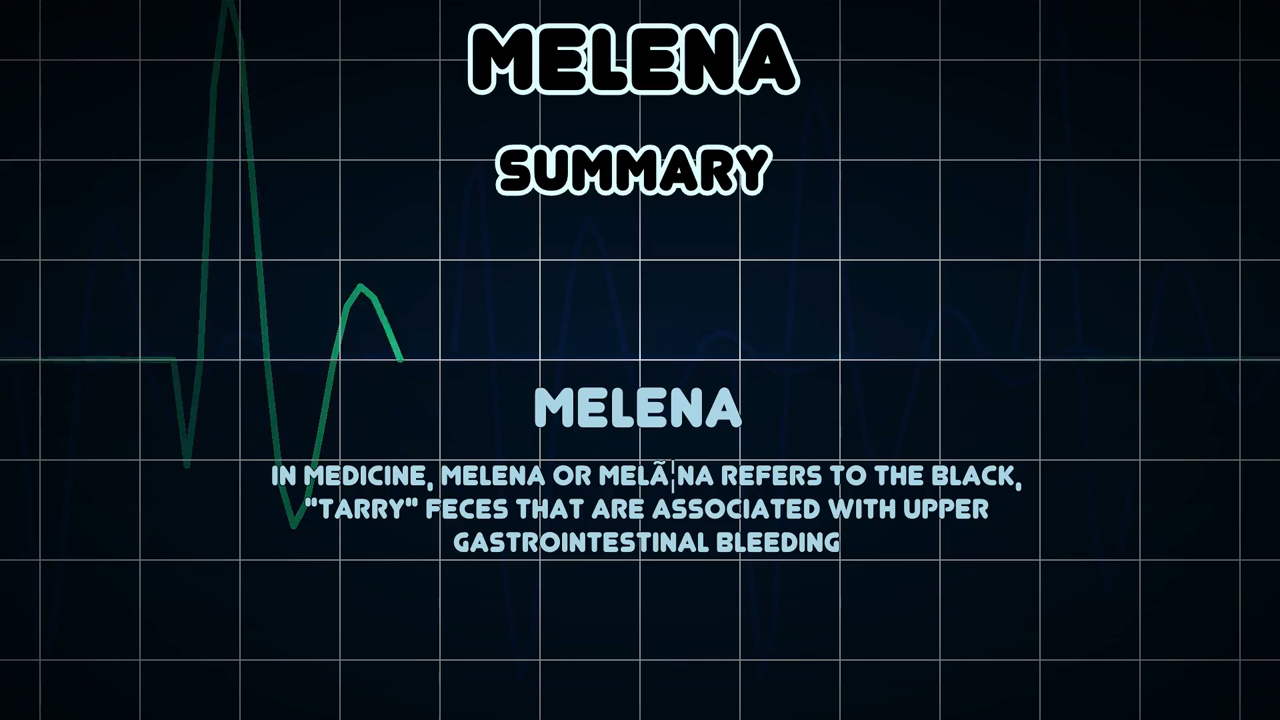 MELENA
SUMMARY
MELENA
IN MEDICINE, MELENA OR MELÃ¦NA REFERS TO THE BLACK,
"TARRY" FECES THAT ARE ASSOCIATED WITH UPPER
GASTROINTESTINAL BLEEDING